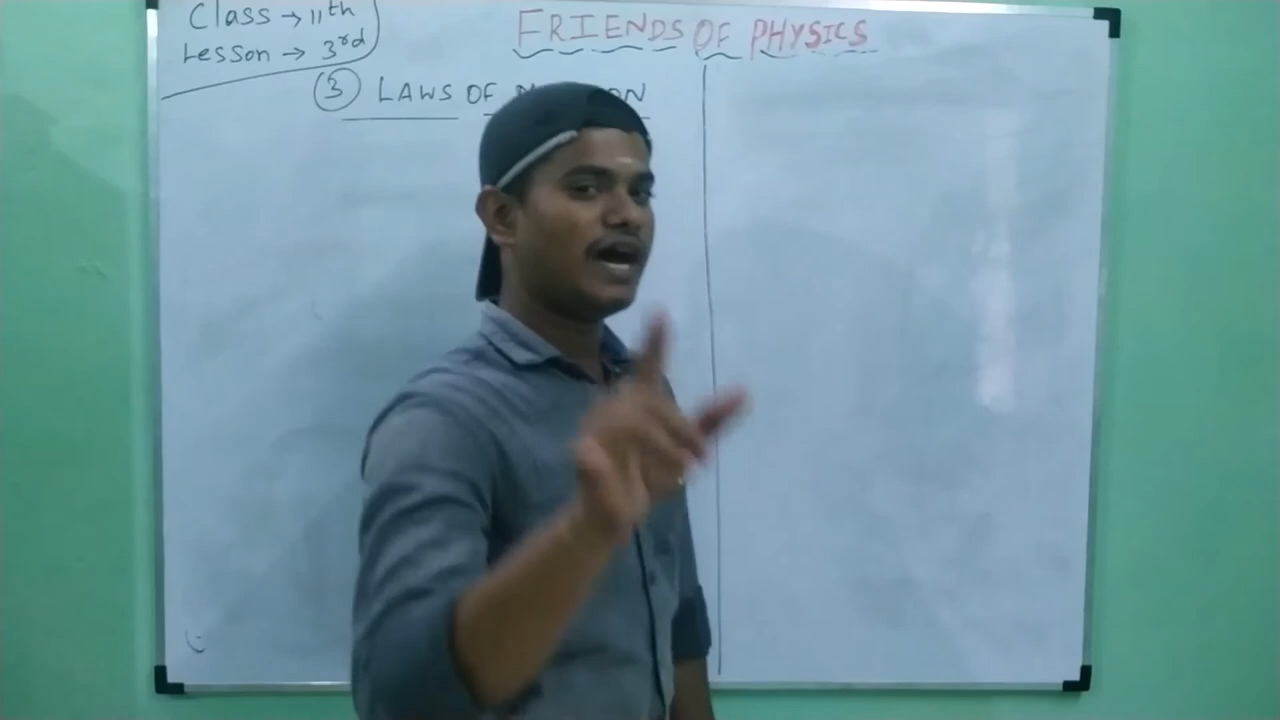 Class → 11th
Lesson → 3rd
FRIENDS OF PHYSICS
③ LAWS OF